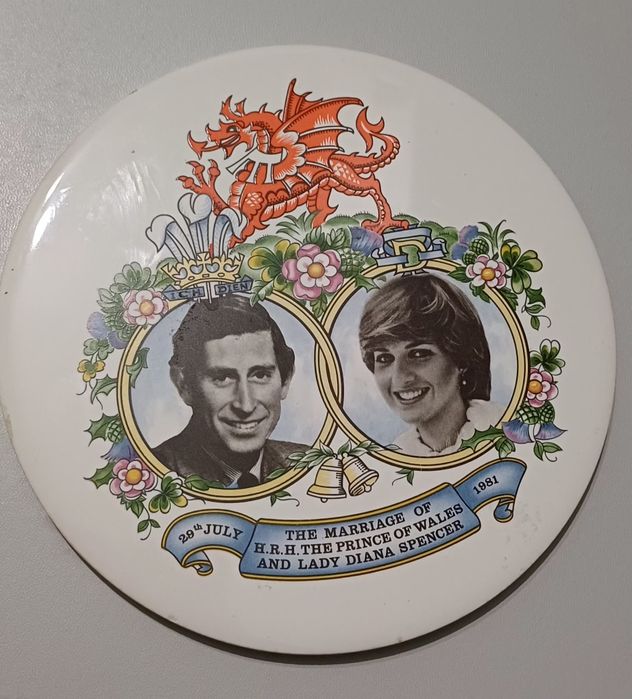 ICH DIEN
29th JULY
THE MARRIAGE OF
H.R.H. THE PRINCE OF WALES
AND LADY DIANA SPENCER
1981